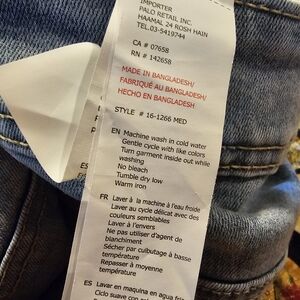 IMPORTER
PALO RETAIL INC.
HAAMAL 24 ROSH HAIN
TEL.03-5419744
CA # 07658
RN # 142658
MADE IN BANGLADESH/
FABRIQUÉ AU BANGLADESH/
HECHO EN BANGLADESH
STYLE # 16-1266 MED
EN Machine wash in cold water
Gentle cycle with like colors
Turn garment inside out while
washing
No bleach
Tumble dry low
Warm iron
FR Laver à la machine à l'eau froide
Laver au cycle délicat avec des
couleurs semblables
Laver à l'envers
Ne pas utiliser d'agent de
blanchiment
Sécher par culbutage à basse
température
Repasser à moyenne
température
ES Lavar en maquina en agua fria
Ciclo suave con
ES